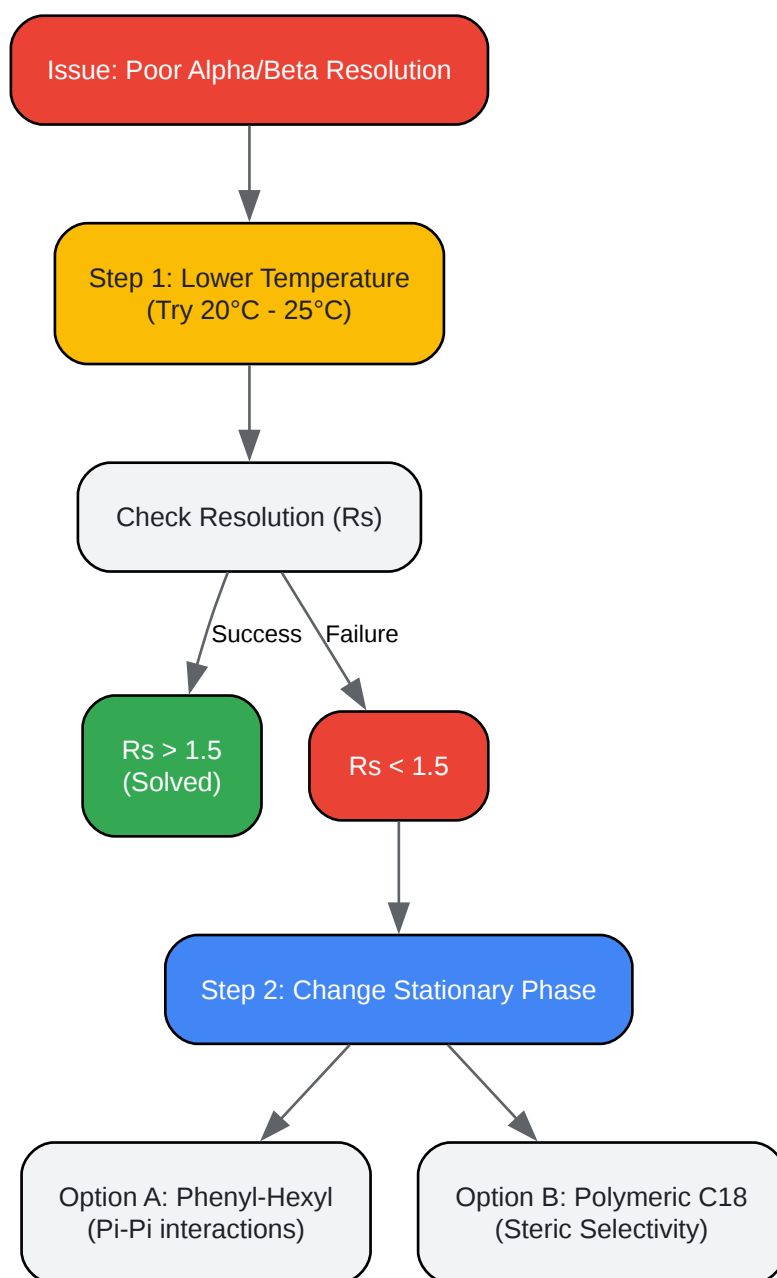 Issue: Poor Alpha/Beta Resolution
Step 1: Lower Temperature
(Try 20°C - 25°C)
Check Resolution (Rs)
Success
Failure
Rs > 1.5
(Solved)
Rs < 1.5
Step 2: Change Stationary Phase
Option A: Phenyl-Hexyl
(Pi-Pi interactions)
Option B: Polymeric C18
(Steric Selectivity)